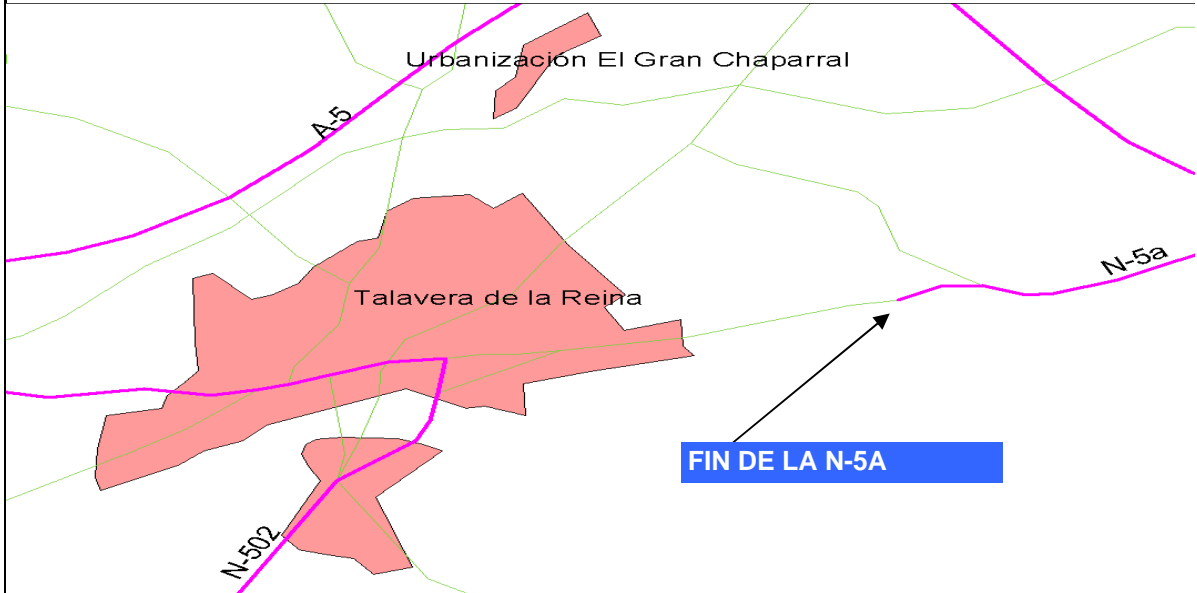 Urbanización El Gran Chaparral
A-5
N-5a
Talavera de la Reina
FIN DE LA N-5A
N-502